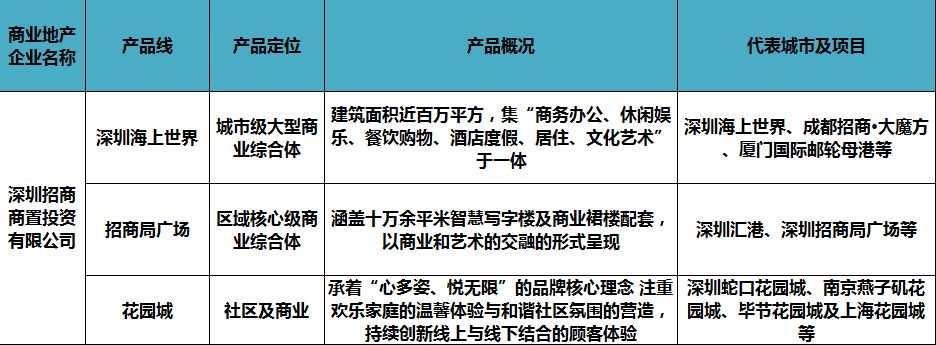 商业地产
企业名称
产品线
产品定位
产品概况
代表城市及项目
深圳招商
商置投资
有限公司
深圳海上世界
城市级大型商
业综合体
建筑面积近百万平方，集“商务办公、休闲娱
乐、餐饮购物、酒店度假、居住、文化艺术”
于一体
深圳海上世界、成都招商·大魔方
、厦门国际邮轮母港等
招商局广场
区域核心级商
业综合体
涵盖十万余平米智慧写字楼及商业裙楼配套，
以商业和艺术的交融的形式呈现
深圳汇港、深圳招商局广场等
花园城
社区及商业
承着“心多姿、悦无限”的品牌核心理念 注重
欢乐家庭的温馨体验与和谐社区氛围的营造，
持续创新线上与线下结合的顾客体验
深圳蛇口花园城、南京燕子矶花
园城、毕节花园城及上海花园城
等